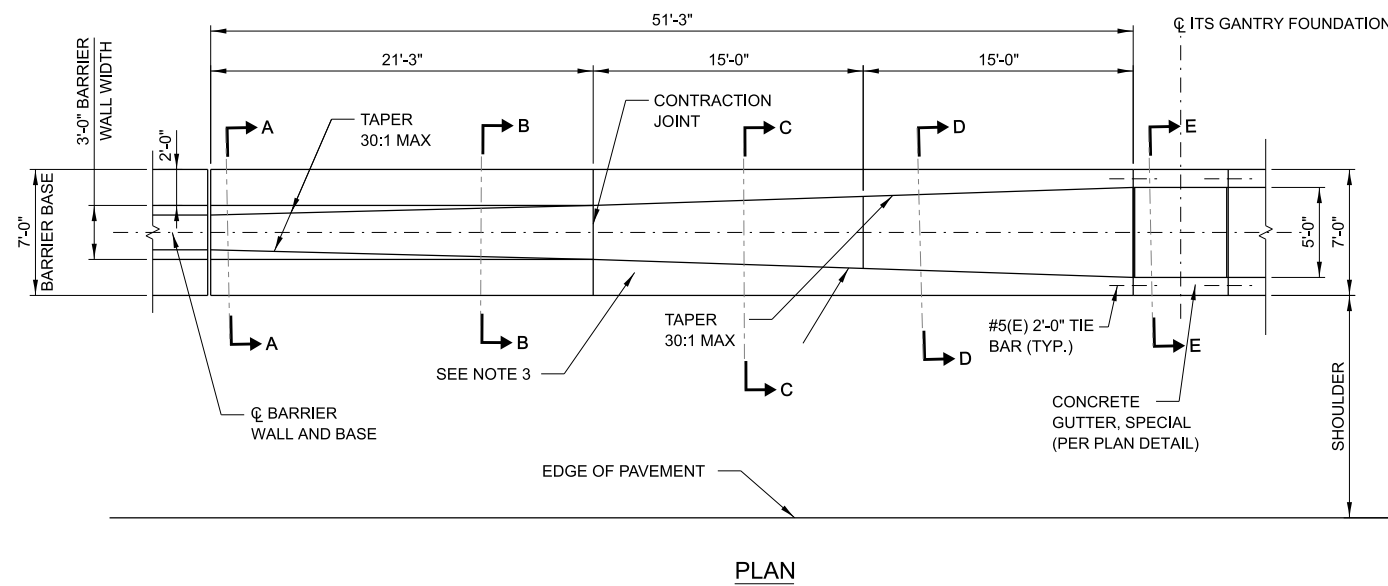 51'-3"
℄ ITS GANTRY FOUNDATION
3'-0" BARRIER
WALL WIDTH
21'-3"
15'-0"
15'-0"
2'-0"
A
TAPER
30:1 MAX
B
CONTRACTION
JOINT
C
D
E
7'-0"
BARRIER BASE
5'-0"
7'-0"
A
B
C
D
E
SEE NOTE 3
TAPER
30:1 MAX
#5(E) 2'-0" TIE
BAR (TYP.)
℄ BARRIER
WALL AND BASE
CONCRETE
GUTTER, SPECIAL
(PER PLAN DETAIL)
SHOULDER
EDGE OF PAVEMENT
PLAN